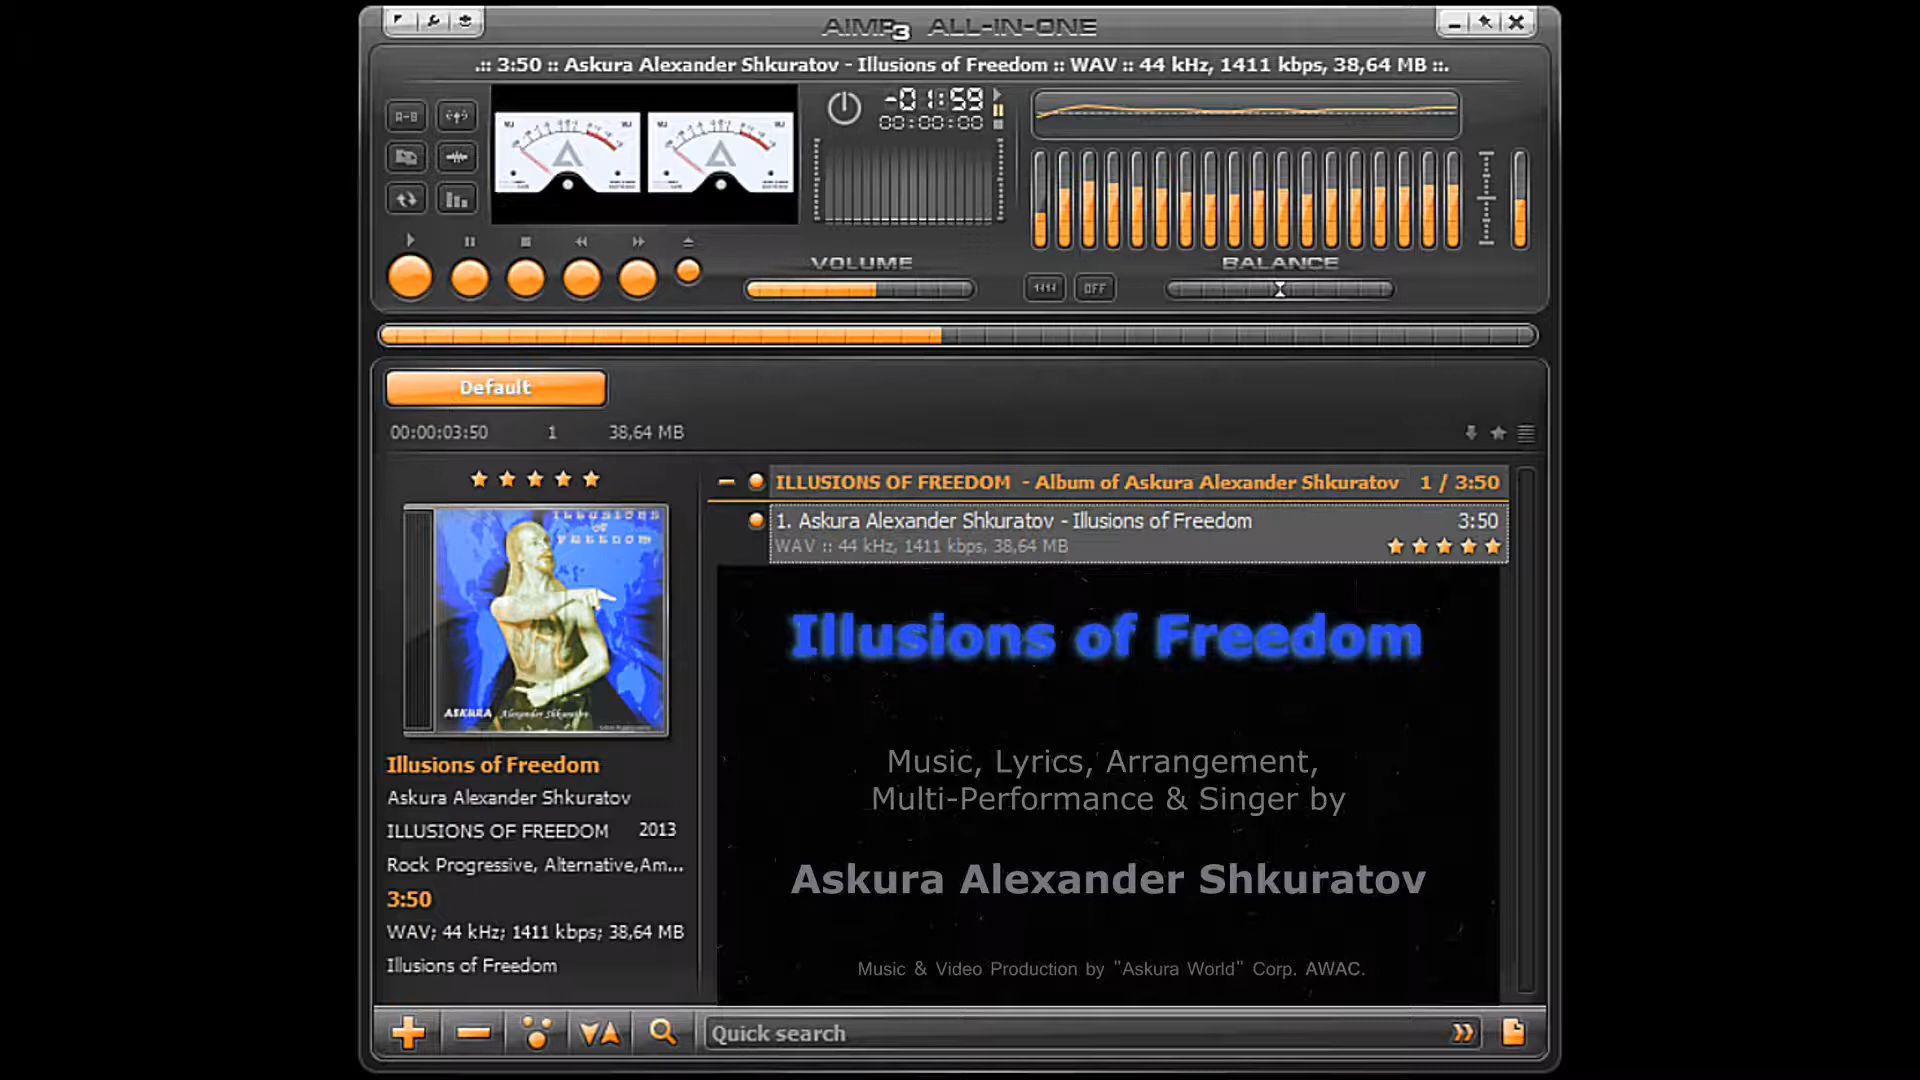 AIMP3 ALL-IN-ONE
.:: 3:50 :: Askura Alexander Shkuratov - Illusions of Freedom :: WAV :: 44 kHz, 1411 kbps, 38,64 MB ::.
A-B
-01:59
00:00:00
VOLUME
OFF
BALANCE
Default
00:00:03:50 1 38,64 MB
ILLUSIONS OF FREEDOM - Album of Askura Alexander Shkuratov 1 / 3:50
1. Askura Alexander Shkuratov - Illusions of Freedom 3:50
WAV :: 44 kHz, 1411 kbps, 38,64 MB
ILLUSIONS
OF
FREEDOM
ASKURA Alexander Shkuratov
Illusions of Freedom
Askura Alexander Shkuratov
ILLUSIONS OF FREEDOM 2013
Rock Progressive, Alternative,Am...
3:50
WAV; 44 kHz; 1411 kbps; 38,64 MB
Illusions of Freedom
Illusions of Freedom
Music, Lyrics, Arrangement,
Multi-Performance & Singer by
Askura Alexander Shkuratov
Music & Video Production by "Askura World" Corp. AWAC.
Quick search